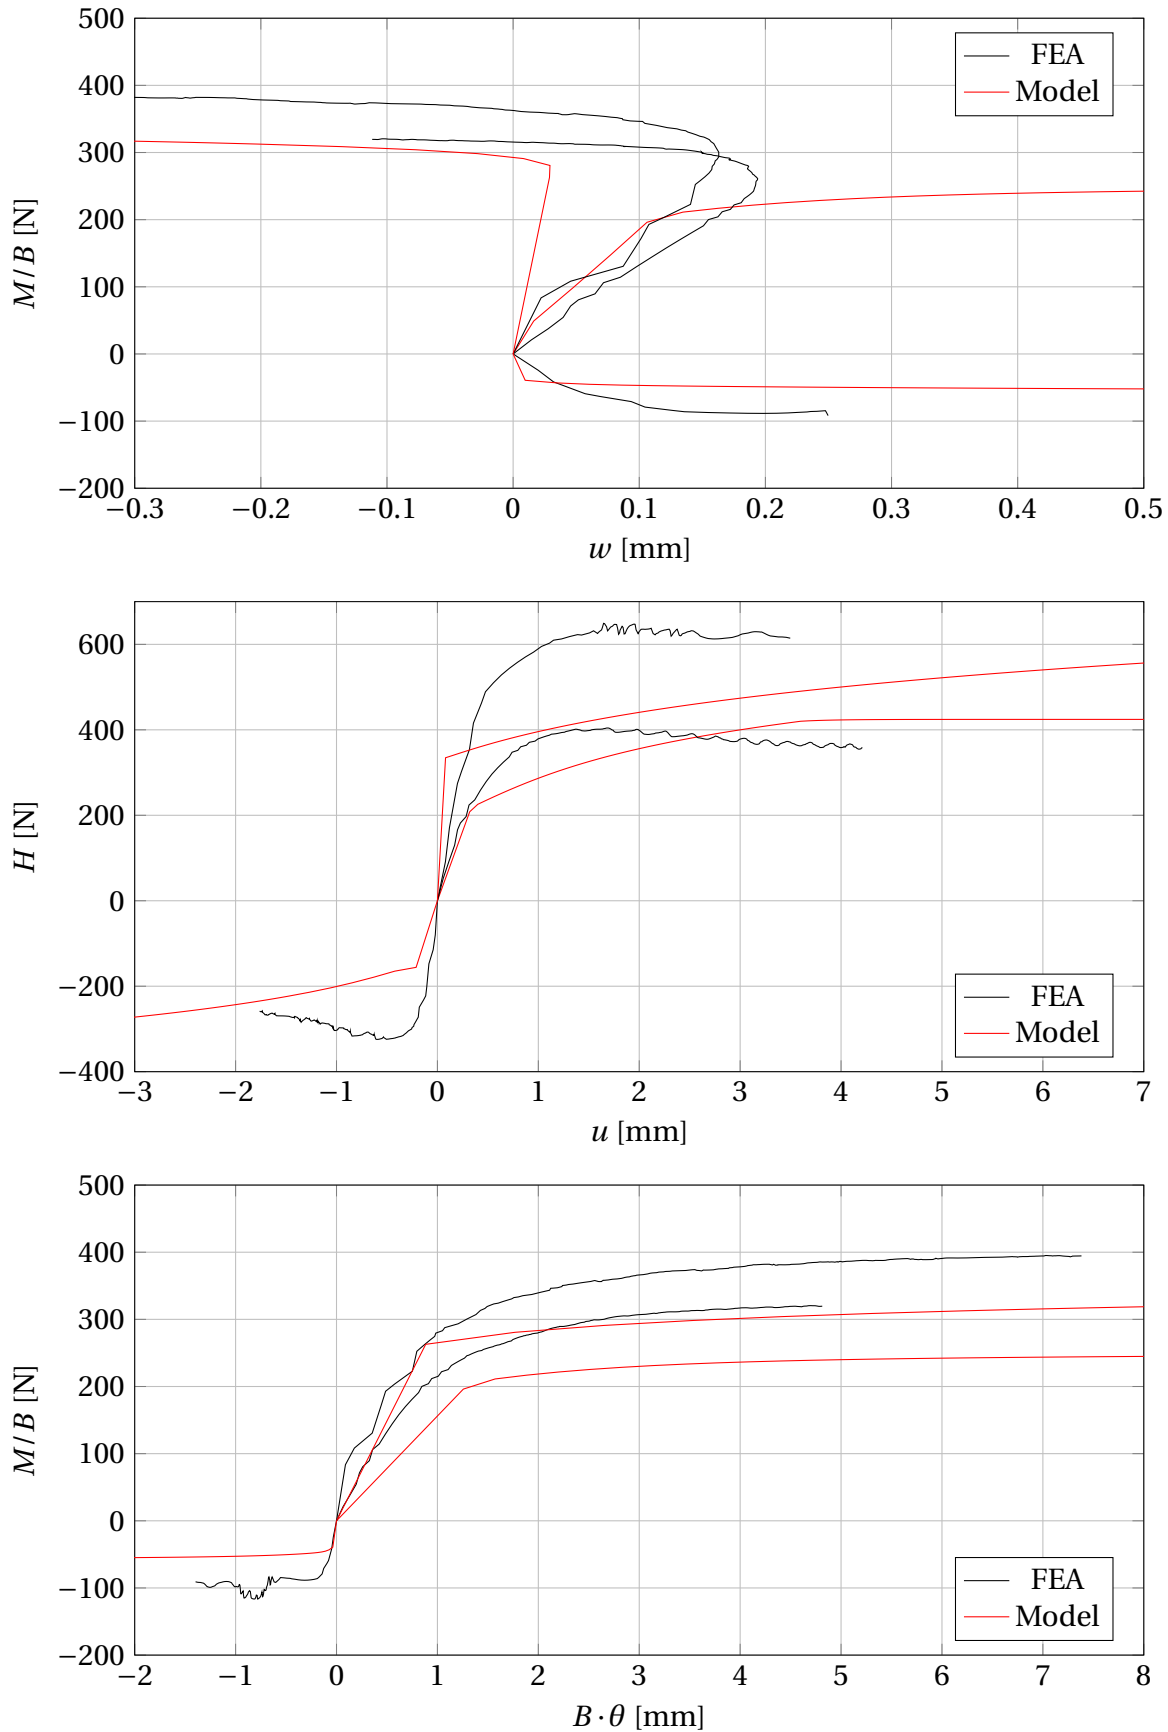 500
400
300
200
100
0
−100
−200
M/B [N]
FEA
Model
−0.3 −0.2 −0.1 0 0.1 0.2 0.3 0.4 0.5
w [mm]
600
400
200
0
−200
−400
H [N]
FEA
Model
−3 −2 −1 0 1 2 3 4 5 6 7
u [mm]
500
400
300
200
100
0
−100
−200
M/B [N]
FEA
Model
−2 −1 0 1 2 3 4 5 6 7 8
B · θ [mm]